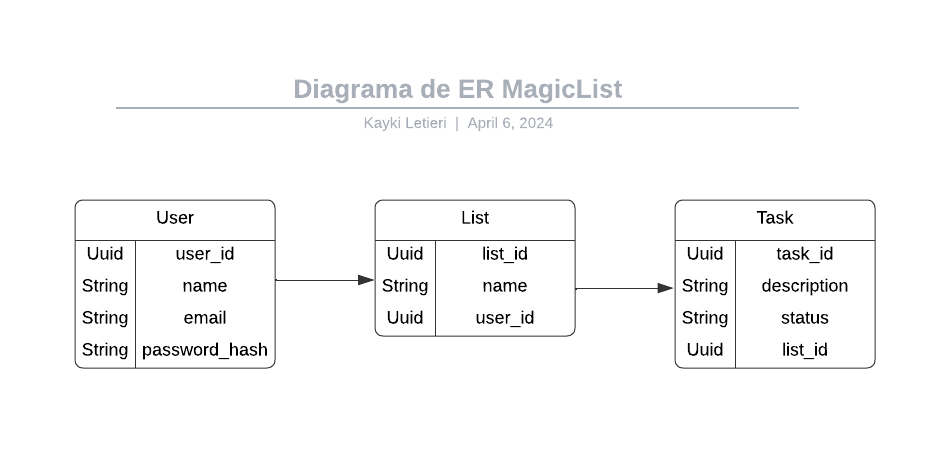 Diagrama de ER MagicList
Kayki Letieri | April 6, 2024
User
Uuid user_id
String name
String email
String password_hash
List
Uuid list_id
String name
Uuid user_id
Task
Uuid task_id
String description
String status
Uuid list_id